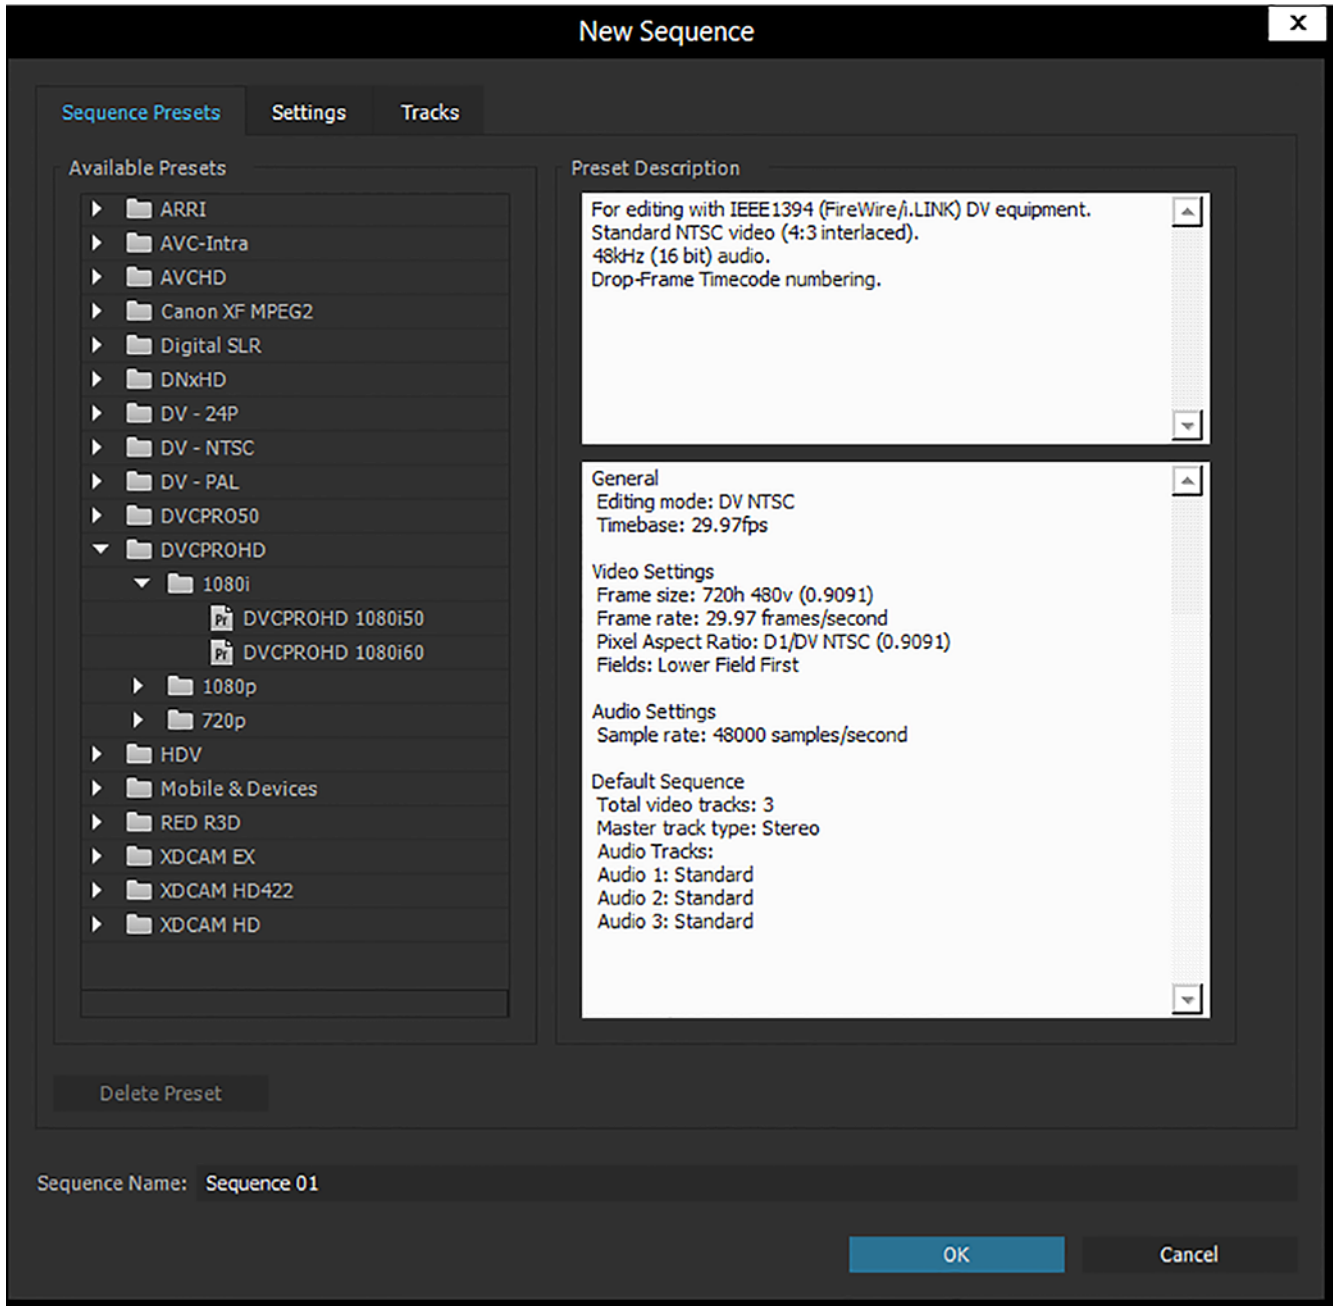 New Sequence
X
Sequence Presets
Settings
Tracks
Available Presets
ARRI
AVC-Intra
AVCHD
Canon XF MPEG2
Digital SLR
DNxHD
DV - 24P
DV - NTSC
DV - PAL
DVCPRO50
DVCPROHD
1080i
Pr DVCPROHD 1080i50
Pr DVCPROHD 1080i60
1080p
720p
HDV
Mobile & Devices
RED R3D
XDCAM EX
XDCAM HD422
XDCAM HD
Delete Preset
Preset Description
For editing with IEEE1394 (FireWire/i.LINK) DV equipment.
Standard NTSC video (4:3 interlaced).
48kHz (16 bit) audio.
Drop-Frame Timecode numbering.
General
Editing mode: DV NTSC
Timebase: 29.97fps
Video Settings
Frame size: 720h 480v (0.9091)
Frame rate: 29.97 frames/second
Pixel Aspect Ratio: D1/DV NTSC (0.9091)
Fields: Lower Field First
Audio Settings
Sample rate: 48000 samples/second
Default Sequence
Total video tracks: 3
Master track type: Stereo
Audio Tracks:
Audio 1: Standard
Audio 2: Standard
Audio 3: Standard
Sequence Name: Sequence 01
OK
Cancel